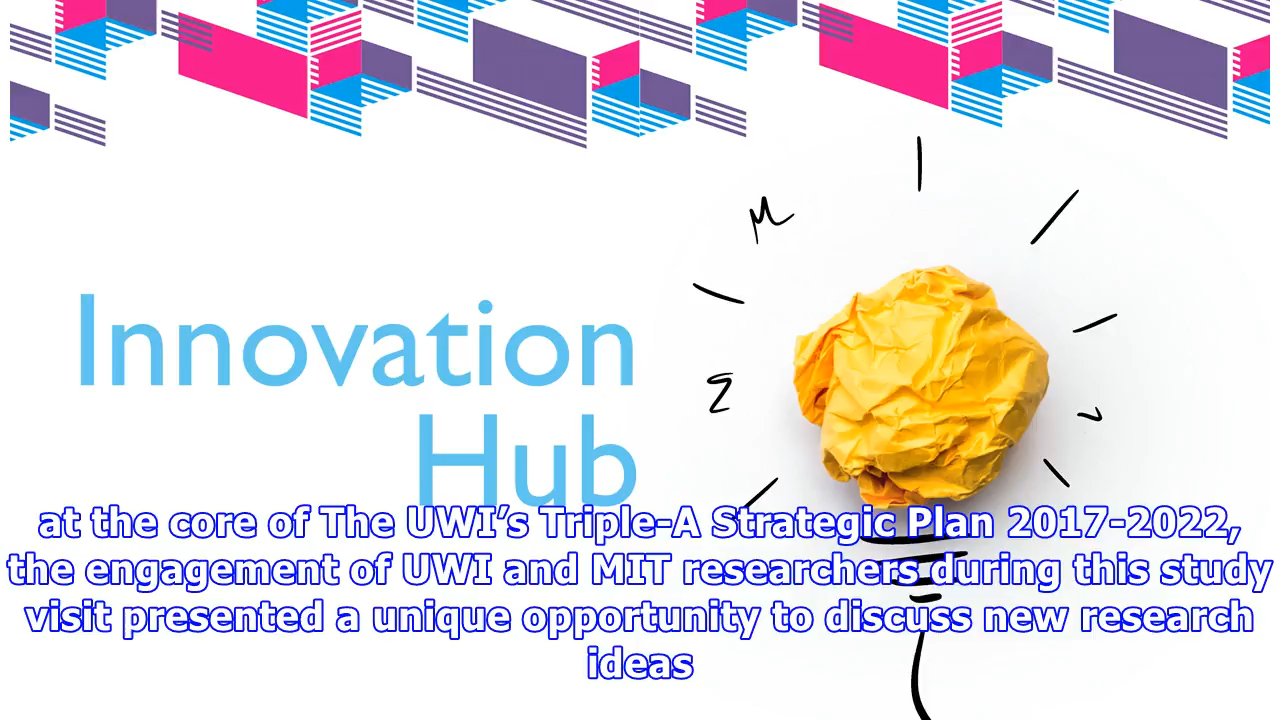 Innovation
Hub
at the core of The UWI’s Triple-A Strategic Plan 2017-2022,
the engagement of UWI and MIT researchers during this study
visit presented a unique opportunity to discuss new research
ideas